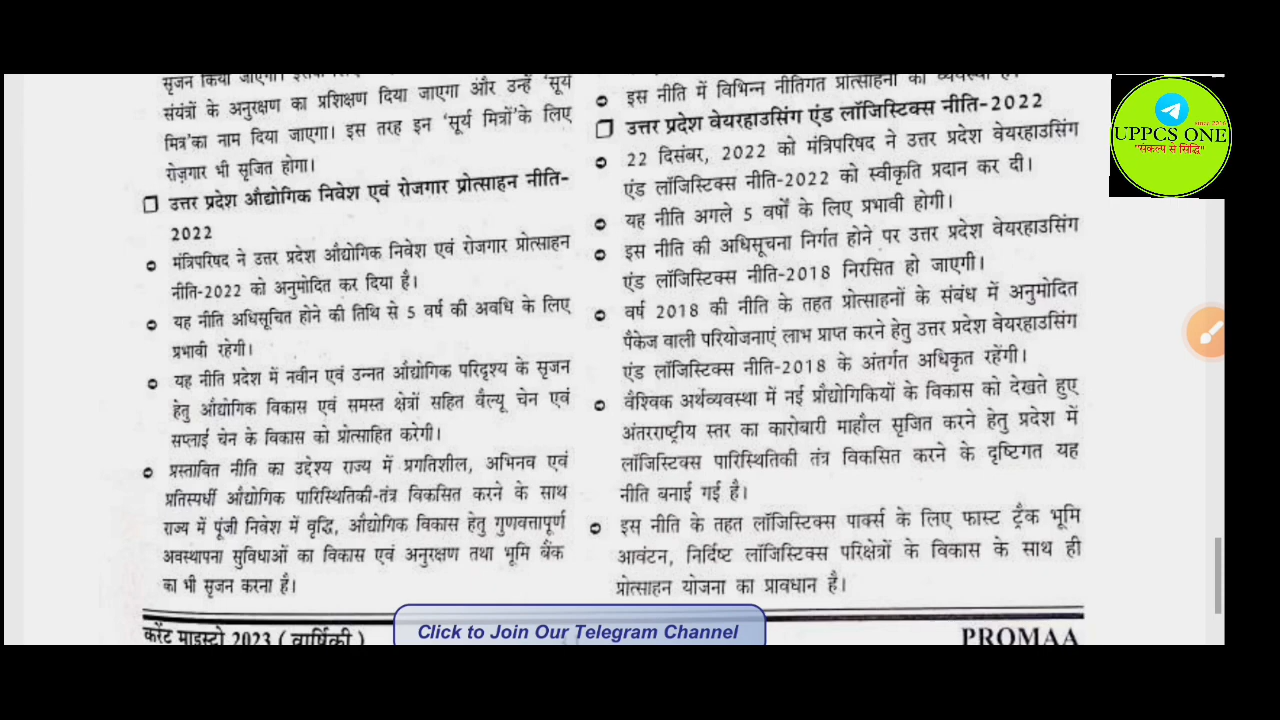 सृजन किया जाएगा।
संयंत्रों के अनुरक्षण का प्रशिक्षण दिया जाएगा और उन्हें 'सूर्य
मित्र'का नाम दिया जाएगा। इस तरह इन 'सूर्य मित्रों'के लिए
रोज़गार भी सृजित होगा।
❑ उत्तर प्रदेश औद्योगिक निवेश एवं रोजगार प्रोत्साहन नीति-
2022
मंत्रिपरिषद ने उत्तर प्रदेश औद्योगिक निवेश एवं रोजगार प्रोत्साहन
नीति-2022 को अनुमोदित कर दिया है।
यह नीति अधिसूचित होने की तिथि से 5 वर्ष की अवधि के लिए
प्रभावी रहेगी।
यह नीति प्रदेश में नवीन एवं उन्नत औद्योगिक परिदृश्य के सृजन
हेतु औद्योगिक विकास एवं समस्त क्षेत्रों सहित वैल्यू चेन एवं
सप्लाई चेन के विकास को प्रोत्साहित करेगी।
प्रस्तावित नीति का उद्देश्य राज्य में प्रगतिशील, अभिनव एवं
प्रतिस्पर्धी औद्योगिक पारिस्थितिकी-तंत्र विकसित करने के साथ
राज्य में पूंजी निवेश में वृद्धि, औद्योगिक विकास हेतु गुणवत्तापूर्ण
अवस्थापना सुविधाओं का विकास एवं अनुरक्षण तथा भूमि बैंक
का भी सृजन करना है।
इस नीति में विभिन्न नीतिगत प्रोत्साहनों की व्यवस्था है।
❑ उत्तर प्रदेश वेयरहाउसिंग एंड लॉजिस्टिक्स नीति-2022
22 दिसंबर, 2022 को मंत्रिपरिषद ने उत्तर प्रदेश वेयरहाउसिंग
एंड लॉजिस्टिक्स नीति-2022 को स्वीकृति प्रदान कर दी।
यह नीति अगले 5 वर्षों के लिए प्रभावी होगी।
इस नीति की अधिसूचना निर्गत होने पर उत्तर प्रदेश वेयरहाउसिंग
एंड लॉजिस्टिक्स नीति-2018 निरसित हो जाएगी।
वर्ष 2018 की नीति के तहत प्रोत्साहनों के संबंध में अनुमोदित
पैकेज वाली परियोजनाएं लाभ प्राप्त करने हेतु उत्तर प्रदेश वेयरहाउसिंग
एंड लॉजिस्टिक्स नीति-2018 के अंतर्गत अधिकृत रहेंगी।
वैश्विक अर्थव्यवस्था में नई प्रौद्योगिकियों के विकास को देखते हुए
अंतरराष्ट्रीय स्तर का कारोबारी माहौल सृजित करने हेतु प्रदेश में
लॉजिस्टिक्स पारिस्थितिकी तंत्र विकसित करने के दृष्टिगत यह
नीति बनाई गई है।
इस नीति के तहत लॉजिस्टिक्स पार्क्स के लिए फास्ट ट्रैक भूमि
आवंटन, निर्दिष्ट लॉजिस्टिक्स परिक्षेत्रों के विकास के साथ ही
प्रोत्साहन योजना का प्रावधान है।
करेंट माइस्ट्रो 2023 (वार्षिकी)
Click to Join Our Telegram Channel
PROMAA
UPPCS ONE
"संकल्प से सिद्धि"